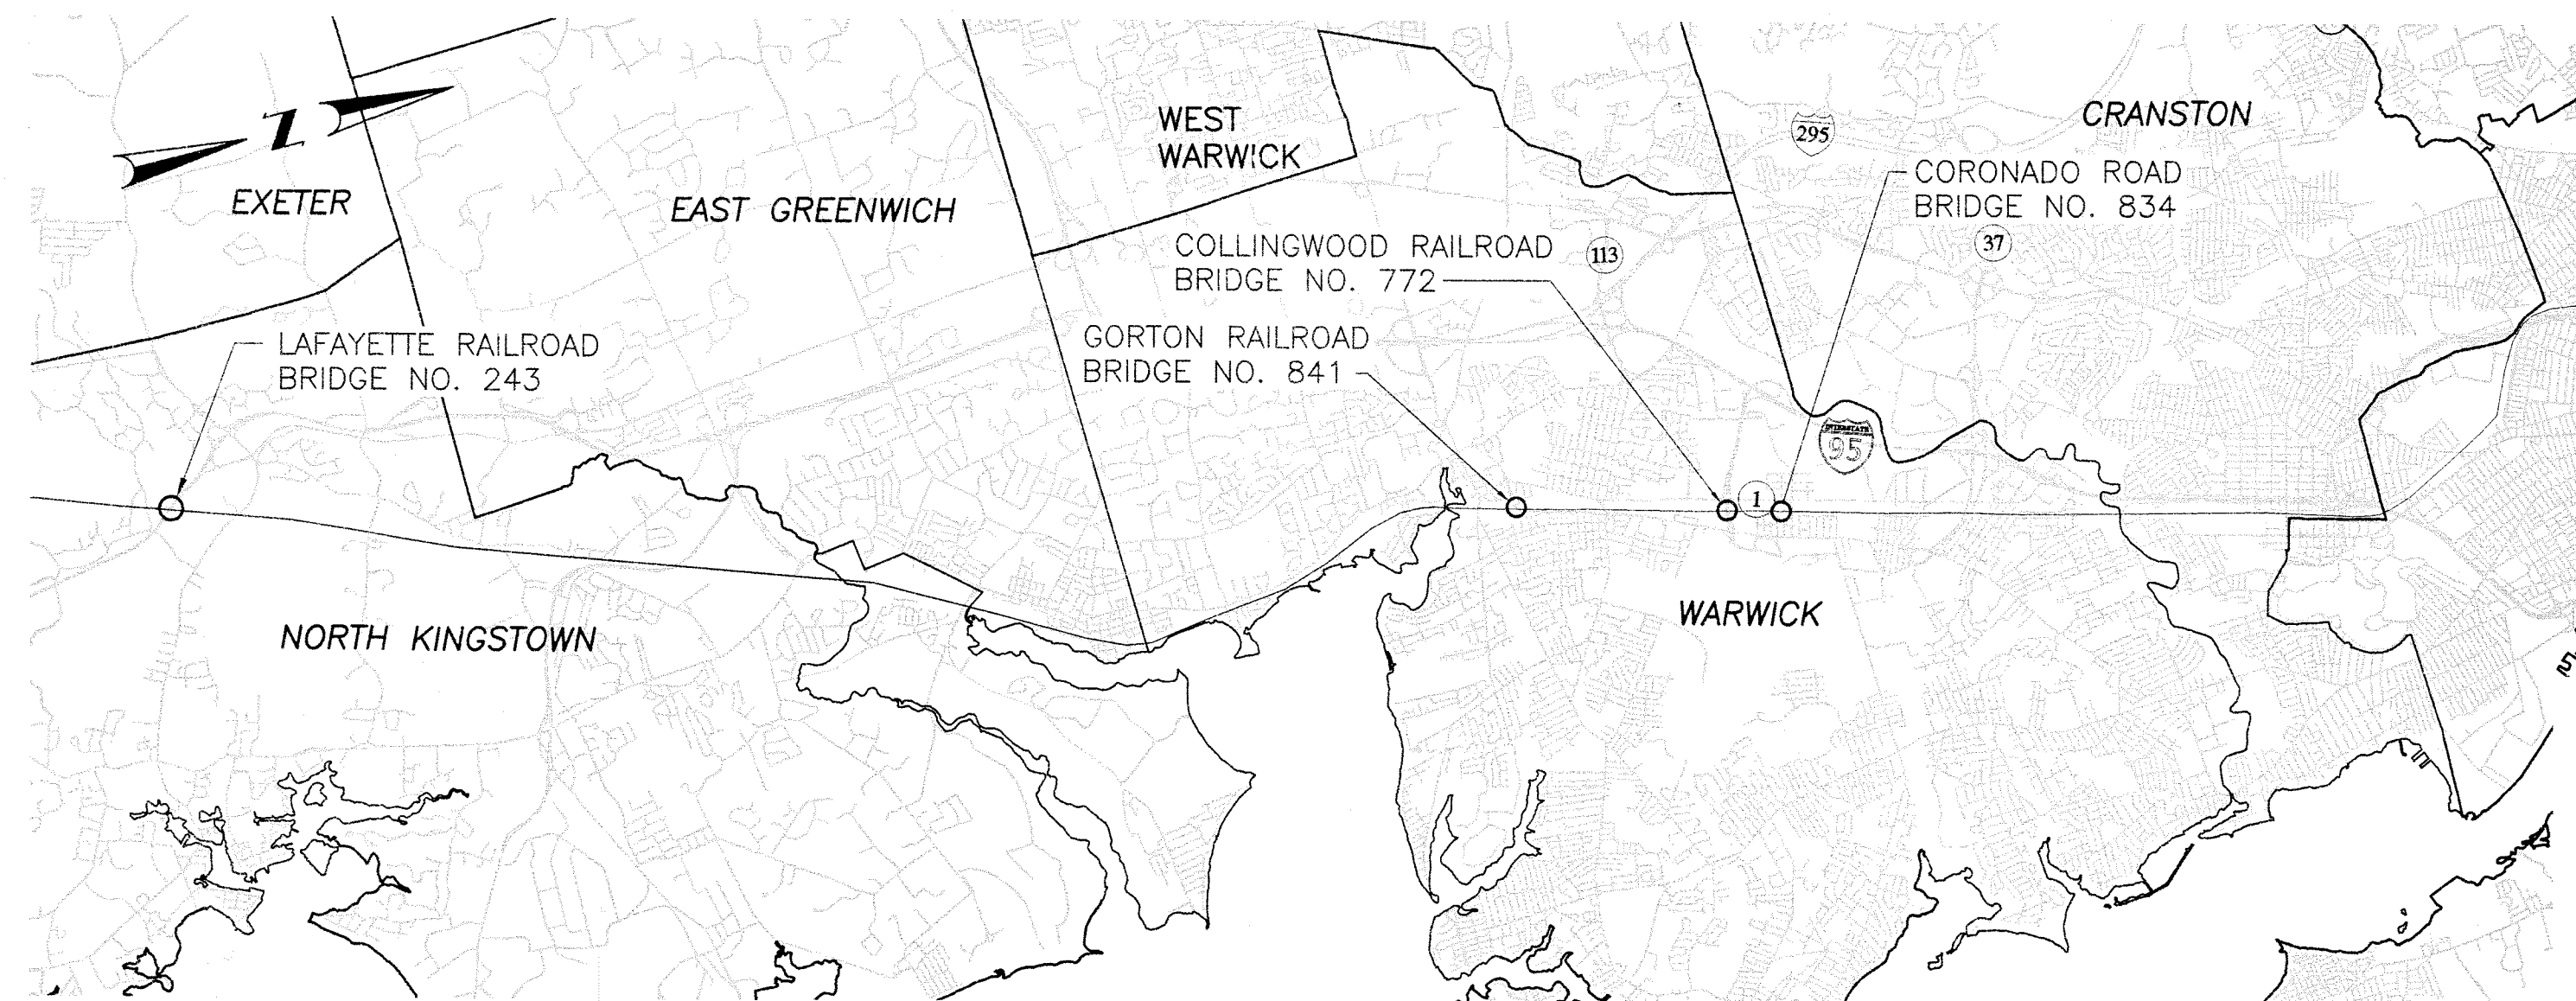 Z
EXETER
EAST GREENWICH
WEST
WARWICK
CRANSTON
295
CORONADO ROAD
BRIDGE NO. 834
37
COLLINGWOOD RAILROAD
BRIDGE NO. 772
113
GORTON RAILROAD
BRIDGE NO. 841
LAFAYETTE RAILROAD
BRIDGE NO. 243
INTERSTATE
95
1
NORTH KINGSTOWN
WARWICK